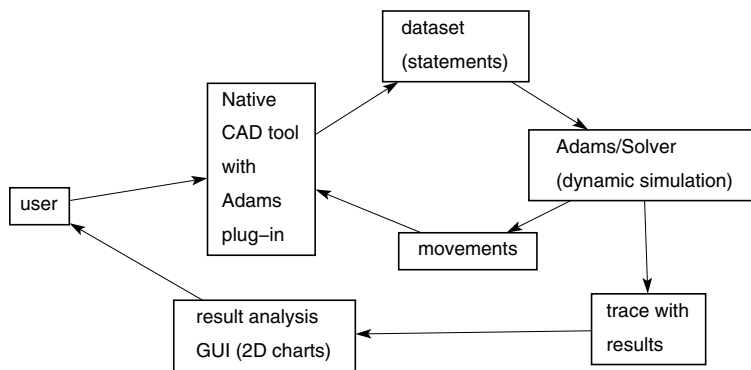 dataset
(statements)
Native
CAD tool
with
Adams
plug–in
Adams/Solver
(dynamic simulation)
user
movements
result analysis
GUI (2D charts)
trace with
results